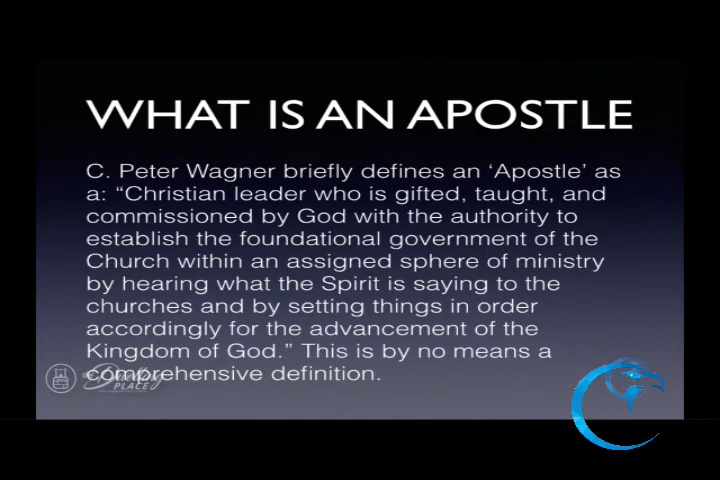 WHAT IS AN APOSTLE
C. Peter Wagner briefly defines an ‘Apostle’ as
a: “Christian leader who is gifted, taught, and
commissioned by God with the authority to
establish the foundational government of the
Church within an assigned sphere of ministry
by hearing what the Spirit is saying to the
churches and by setting things in order
accordingly for the advancement of the
Kingdom of God.” This is by no means a
comprehensive definition.
PLACE